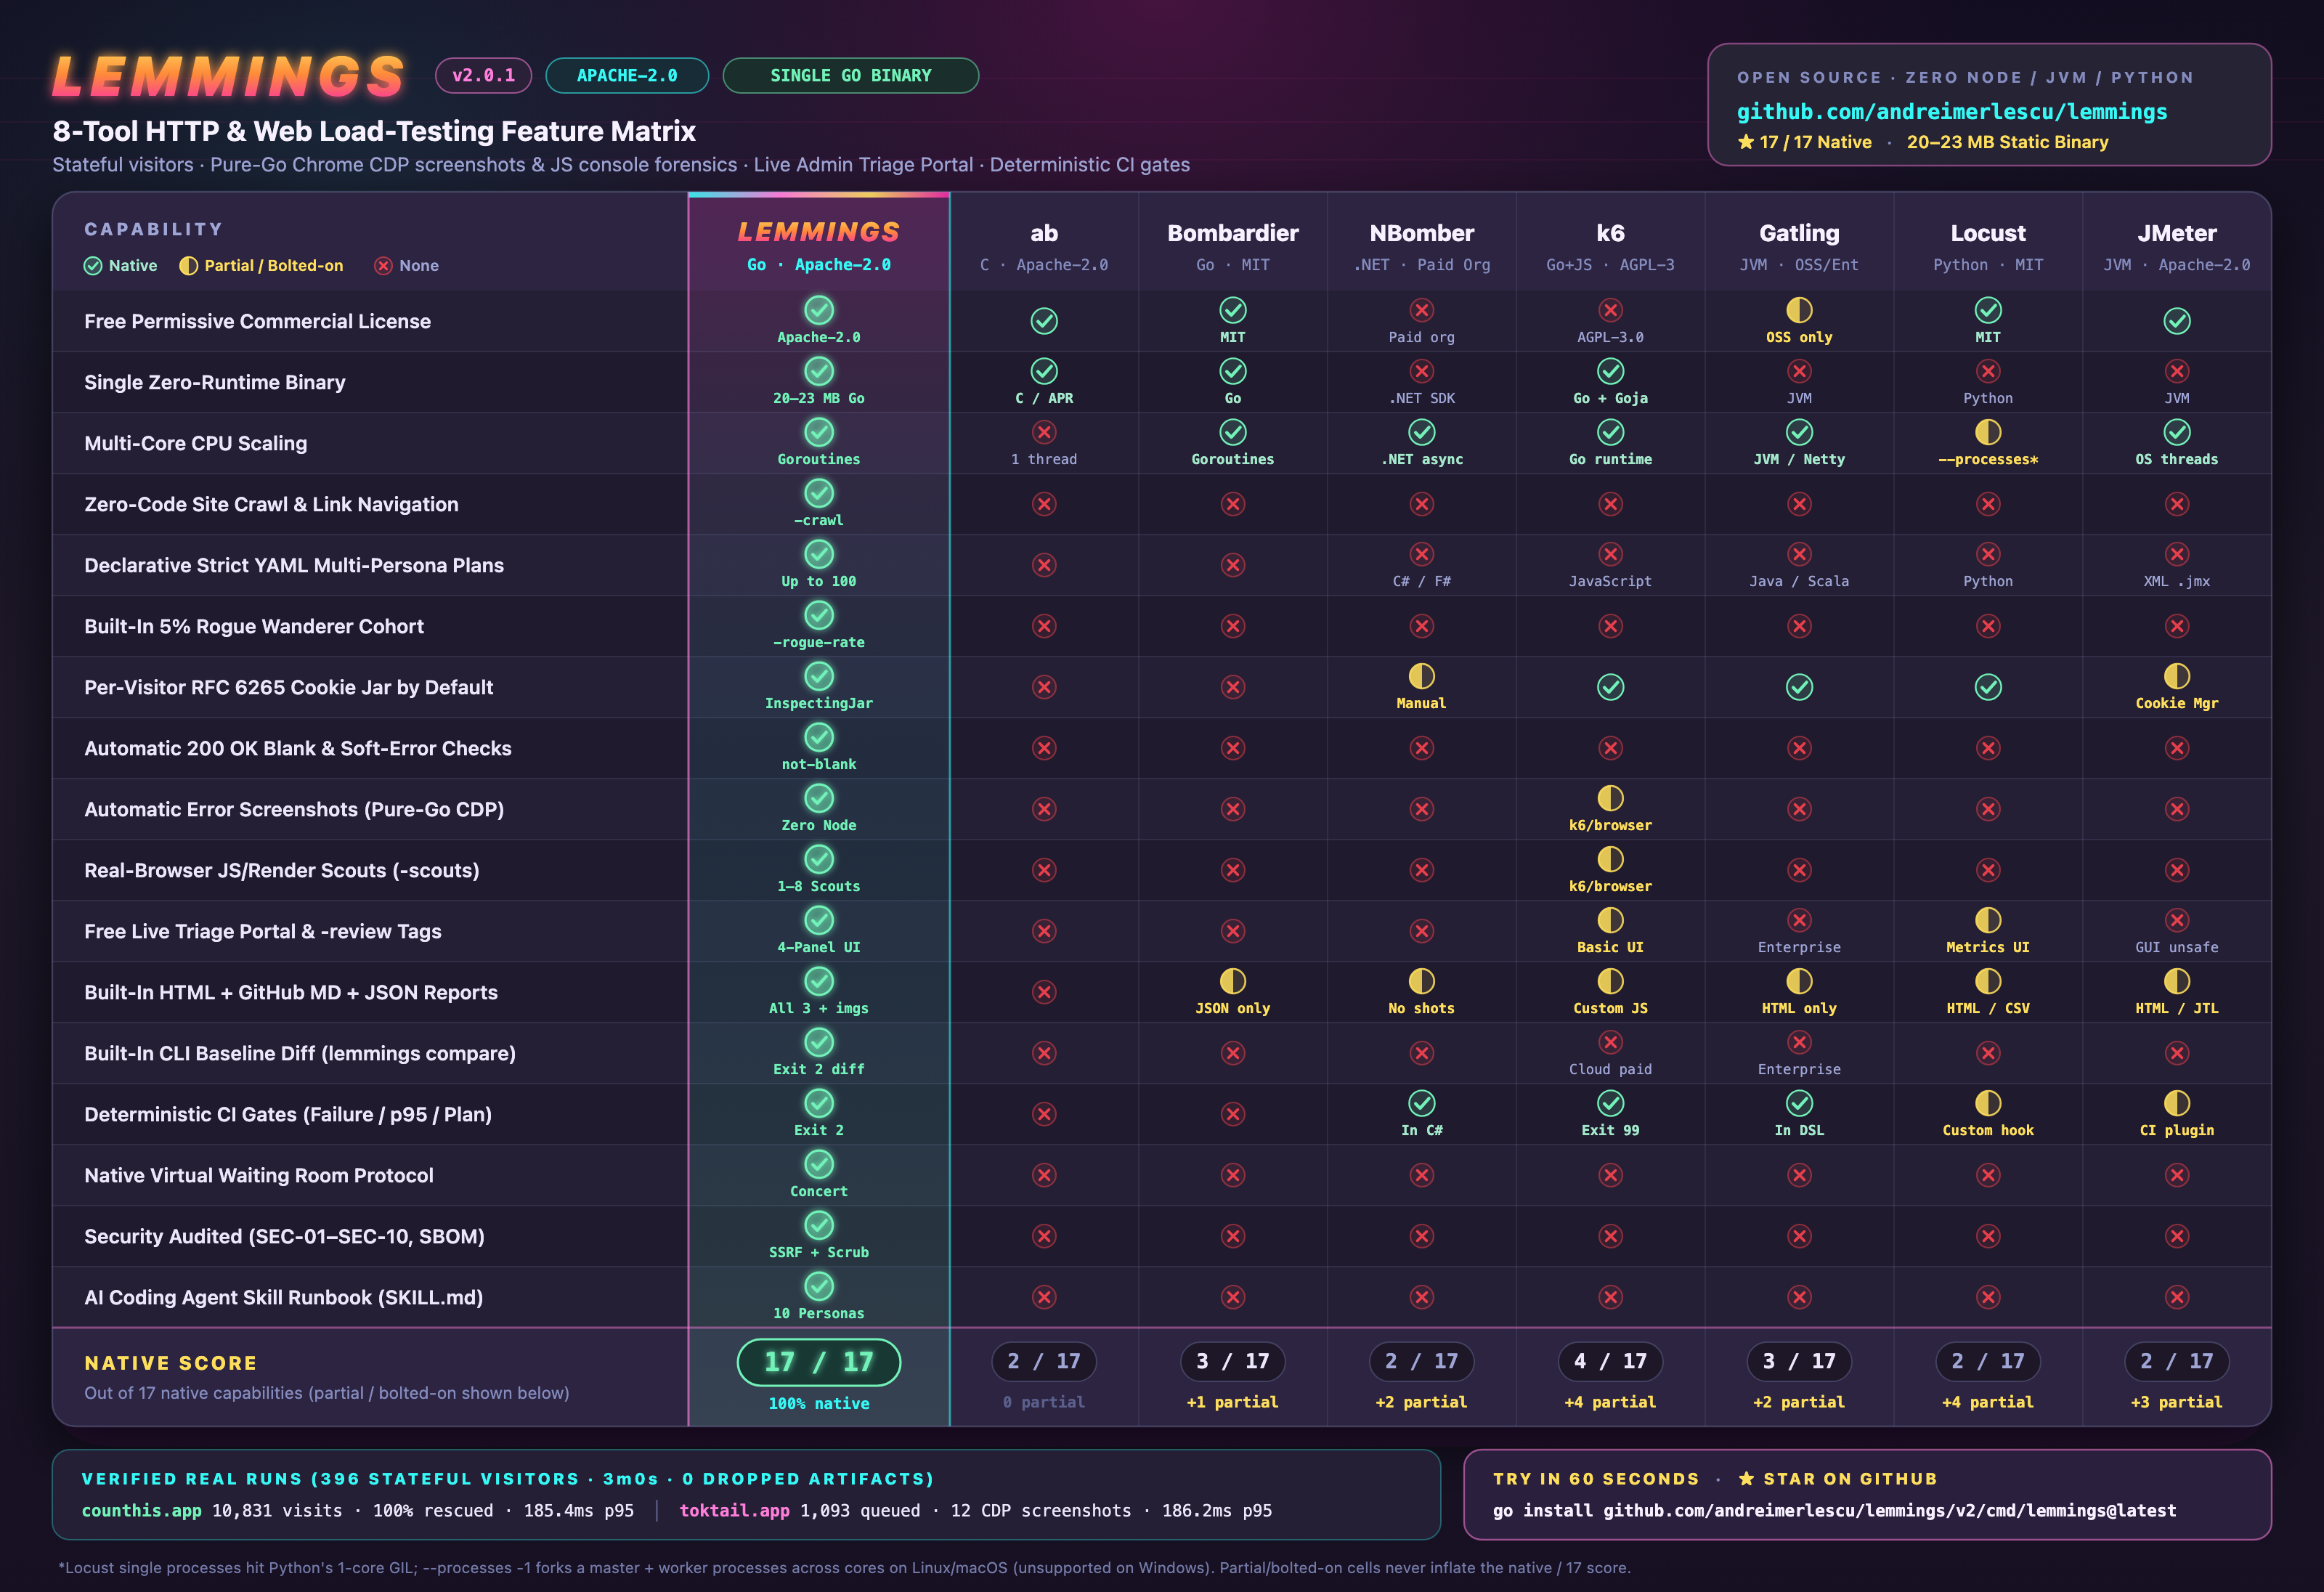 LEMMINGS v2.0.1 APACHE-2.0 SINGLE GO BINARY
8-Tool HTTP & Web Load-Testing Feature Matrix
Stateful visitors · Pure-Go Chrome CDP screenshots & JS console forensics · Live Admin Triage Portal · Deterministic CI gates
OPEN SOURCE · ZERO NODE / JVM / PYTHON
github.com/andreimerlescu/lemmings
★ 17 / 17 Native · 20–23 MB Static Binary
CAPABILITY LEMMINGS ab Bombardier NBomber k6 Gatling Locust JMeter
Native Partial / Bolted-on None Go · Apache-2.0 C · Apache-2.0 Go · MIT .NET · Paid Org Go+JS · AGPL-3 JVM · OSS/Ent Python · MIT JVM · Apache-2.0
Free Permissive Commercial License
Apache-2.0 MIT Paid org AGPL-3.0 OSS only MIT
Single Zero-Runtime Binary
20–23 MB Go C / APR Go .NET SDK Go + Goja JVM Python JVM
Multi-Core CPU Scaling
Goroutines 1 thread Goroutines .NET async Go runtime JVM / Netty --processes* OS threads
Zero-Code Site Crawl & Link Navigation
-crawl
Declarative Strict YAML Multi-Persona Plans
Up to 100 C# / F# JavaScript Java / Scala Python XML .jmx
Built-In 5% Rogue Wanderer Cohort
-rogue-rate
Per-Visitor RFC 6265 Cookie Jar by Default
InspectingJar Manual Cookie Mgr
Automatic 200 OK Blank & Soft-Error Checks
not-blank
Automatic Error Screenshots (Pure-Go CDP)
Zero Node k6/browser
Real-Browser JS/Render Scouts (-scouts)
1–8 Scouts k6/browser
Free Live Triage Portal & -review Tags
4-Panel UI Basic UI Enterprise Metrics UI GUI unsafe
Built-In HTML + GitHub MD + JSON Reports
All 3 + imgs JSON only No shots Custom JS HTML only HTML / CSV HTML / JTL
Built-In CLI Baseline Diff (lemmings compare)
Exit 2 diff Cloud paid Enterprise
Deterministic CI Gates (Failure / p95 / Plan)
Exit 2 In C# Exit 99 In DSL Custom hook CI plugin
Native Virtual Waiting Room Protocol
Concert
Security Audited (SEC-01–SEC-10, SBOM)
SSRF + Scrub
AI Coding Agent Skill Runbook (SKILL.md)
10 Personas
NATIVE SCORE 17 / 17 2 / 17 3 / 17 2 / 17 4 / 17 3 / 17 2 / 17 2 / 17
Out of 17 native capabilities (partial / bolted-on shown below) 100% native 0 partial +1 partial +2 partial +4 partial +2 partial +4 partial +3 partial
VERIFIED REAL RUNS (396 STATEFUL VISITORS · 3m0s · 0 DROPPED ARTIFACTS)
counthis.app 10,831 visits · 100% rescued · 185.4ms p95 | toktail.app 1,093 queued · 12 CDP screenshots · 186.2ms p95
TRY IN 60 SECONDS · ★ STAR ON GITHUB
go install github.com/andreimerlescu/lemmings/v2/cmd/lemmings@latest
*Locust single processes hit Python's 1-core GIL; --processes -1 forks a master + worker processes across cores on Linux/macOS (unsupported on Windows). Partial/bolted-on cells never inflate the native / 17 score.